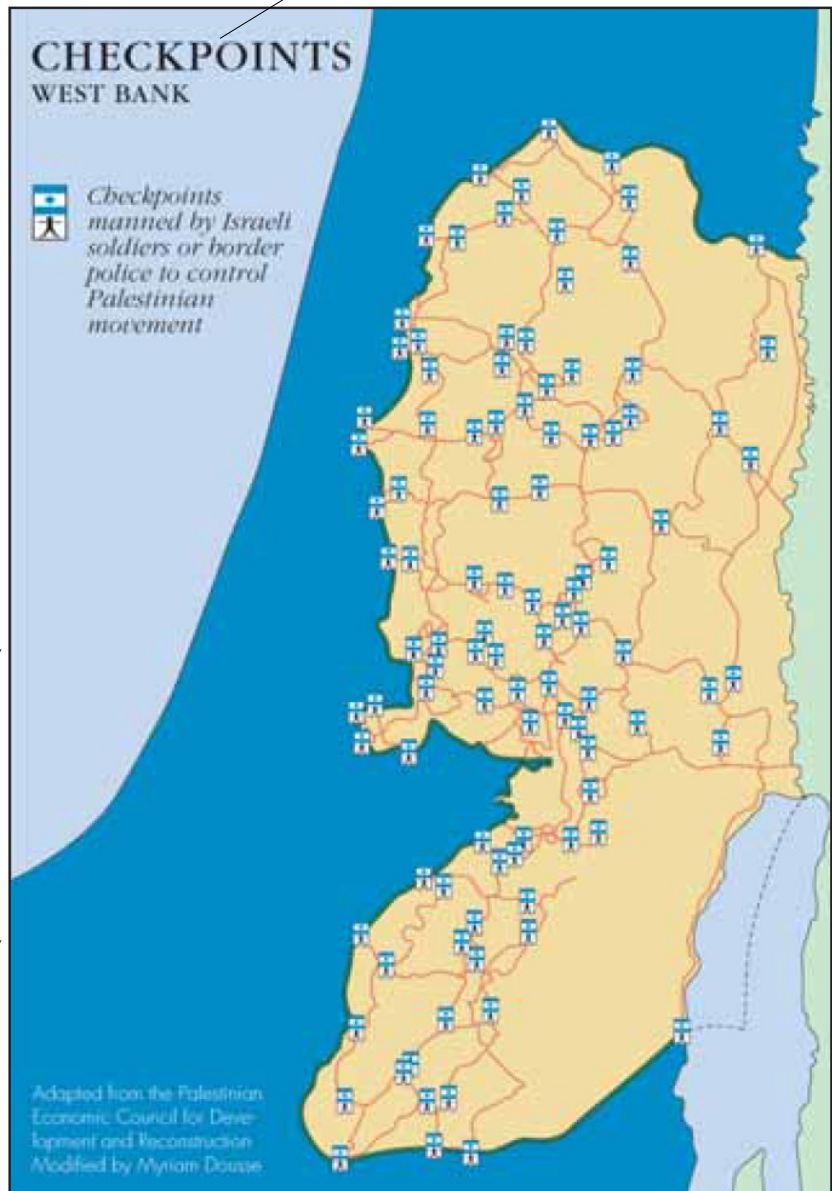 CHECKPOINTS
WEST BANK
Checkpoints
manned by Israeli
soldiers or border
police to control
Palestinian
movement
Adapted from the Palestinian
Economic Council for Deve-
lopment and Reconstruction
Modified by Myriam Dousse